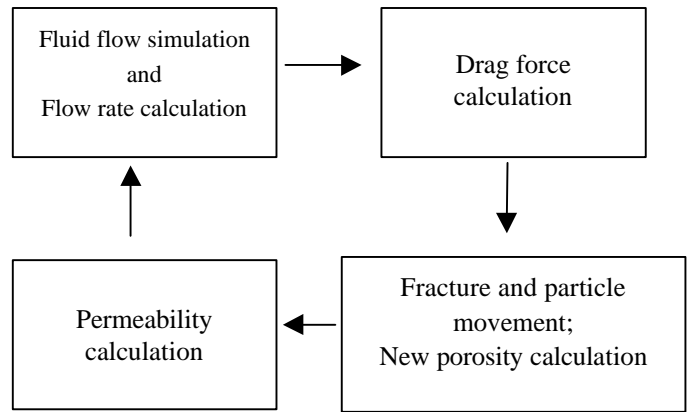 Fluid flow simulation
and
Flow rate calculation
Drag force
calculation
Fracture and particle
movement;
New porosity calculation
Permeability
calculation